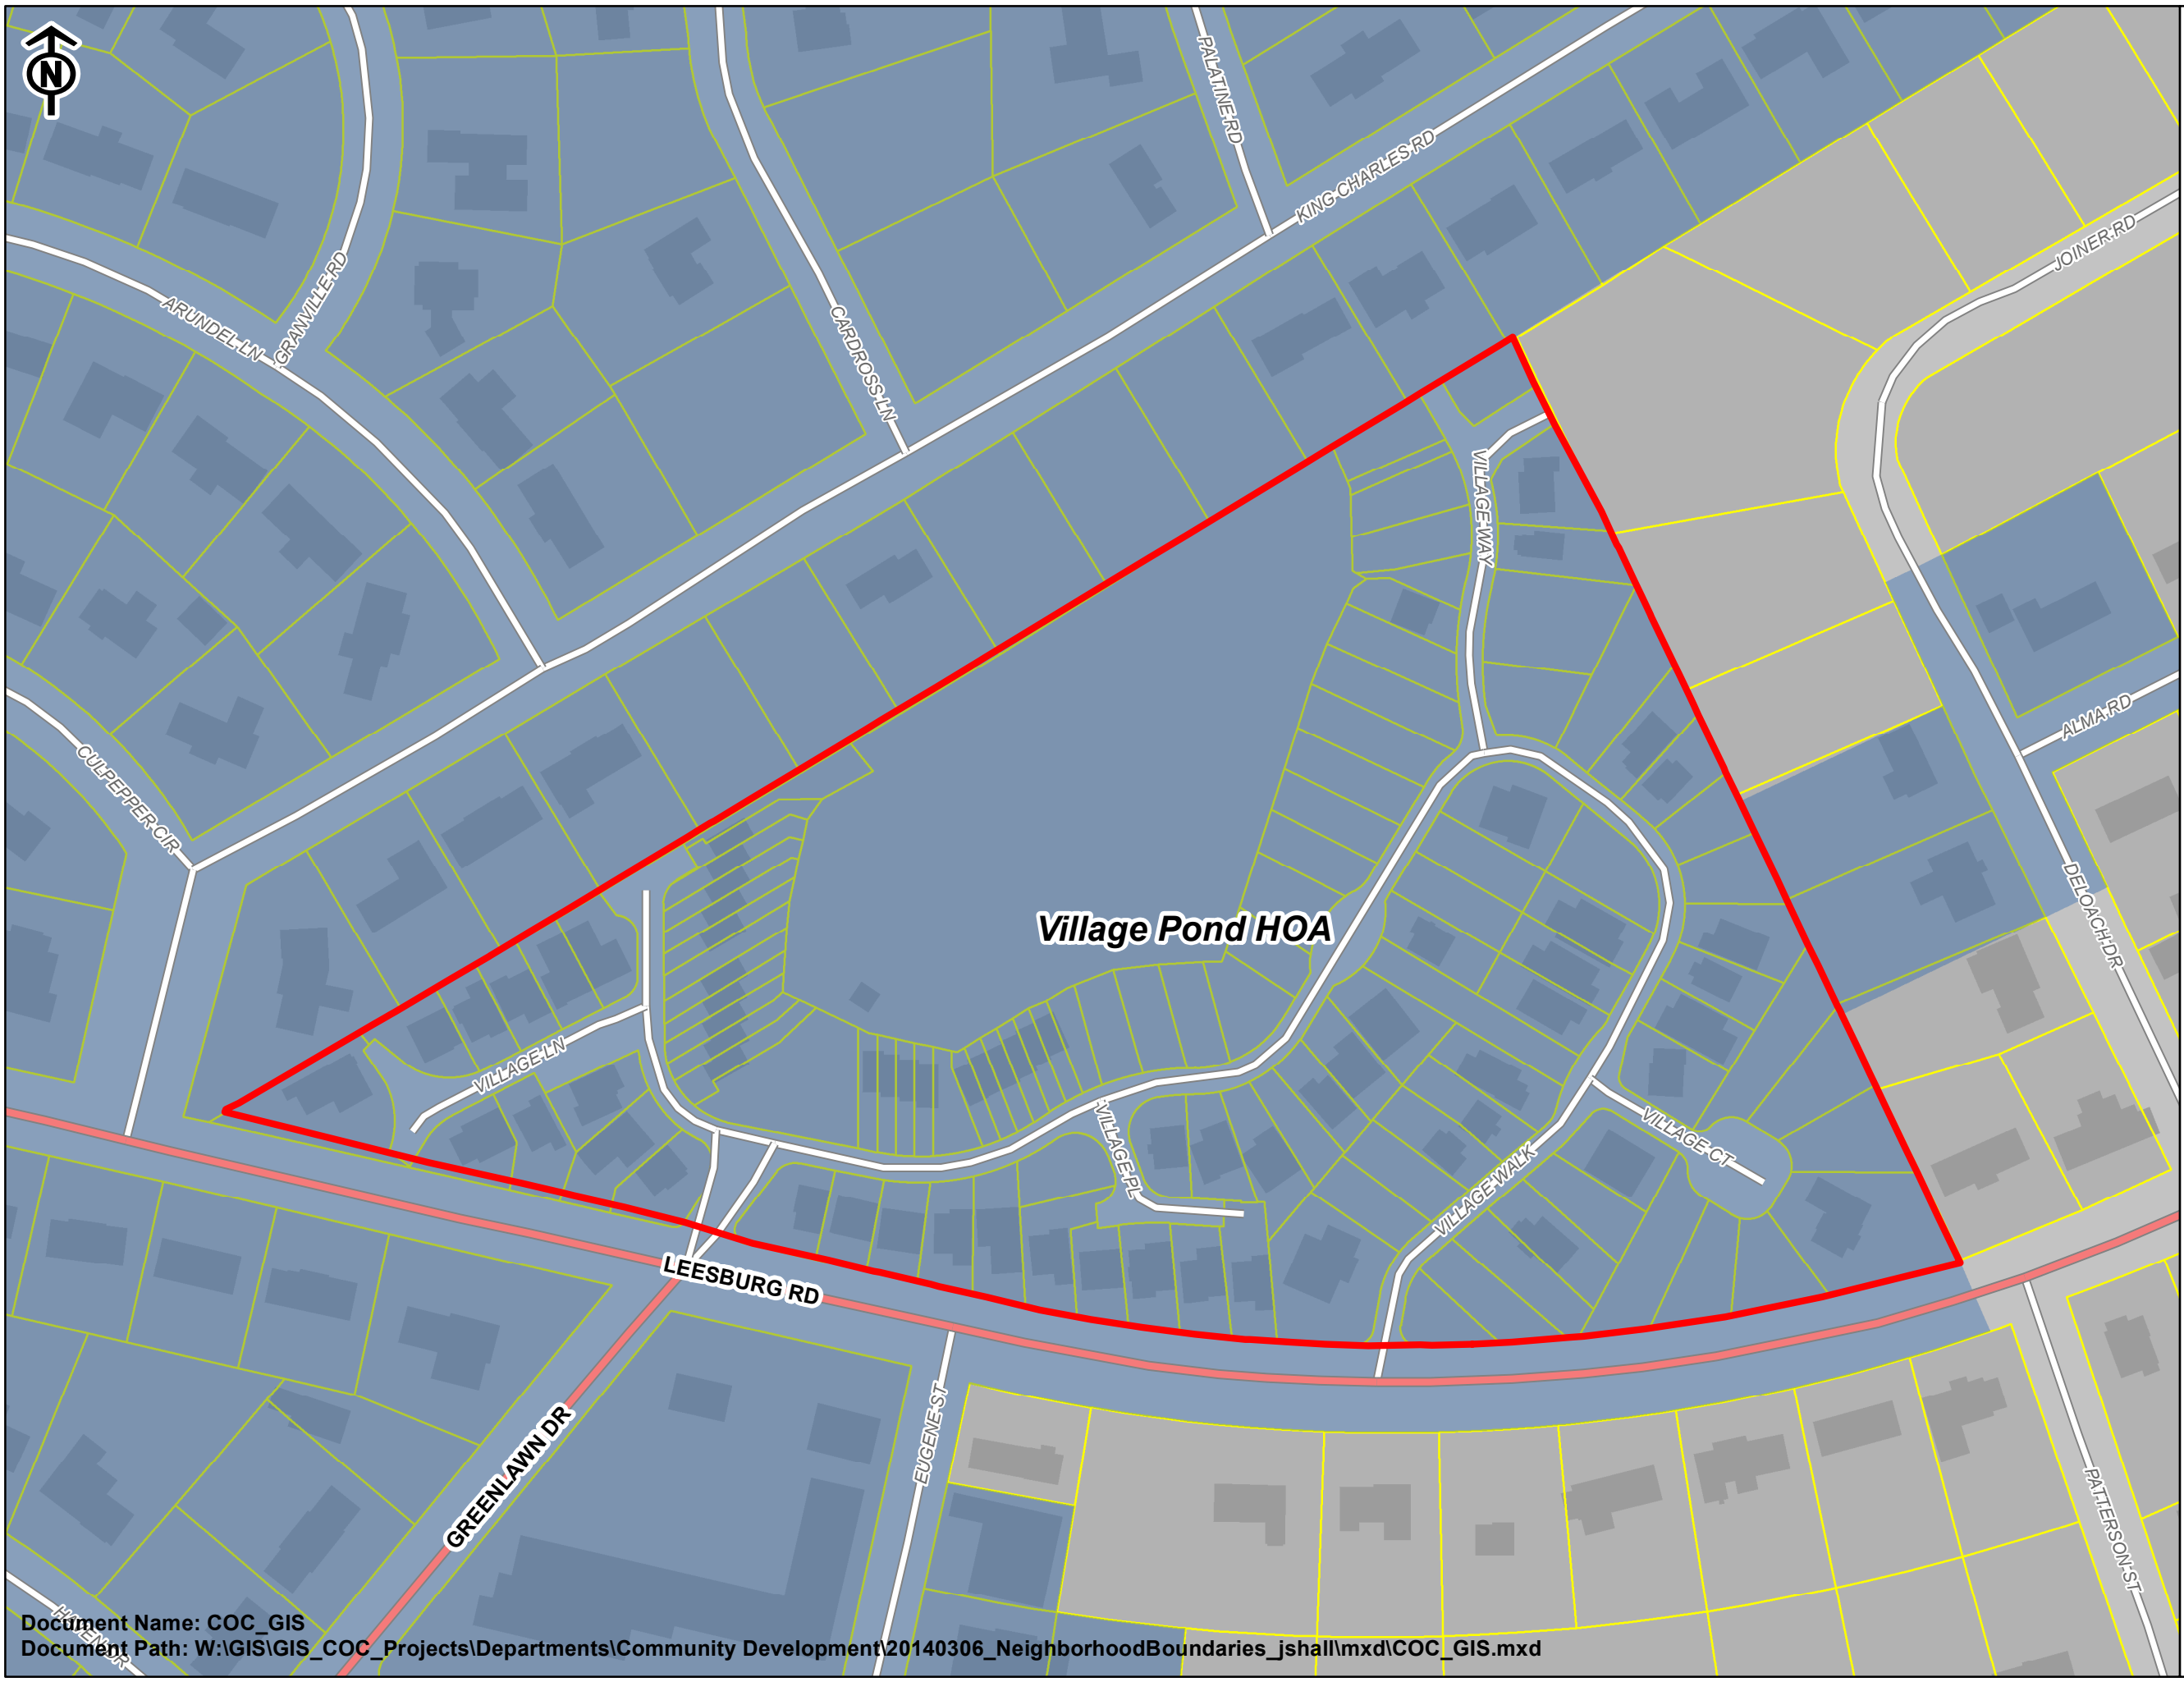 N
PALATINE RD
KING CHARLES RD
JOINER RD
GRANVILLE RD
ARUNDEL LN
CARDROSS LN
VILLAGE WAY
ALMA RD
CULPEPPER CIR
DELOACH DR
Village Pond HOA
VILLAGE LN
VILLAGE PL
VILLAGE CT
VILLAGE WALK
LEESBURG RD
GREENLAWN DR
EUGENE ST
PATTERSON ST
Document Name: COC_GIS
Document Path: W:\GIS\GIS_COC_Projects\Departments\Community Development\20140306_NeighborhoodBoundaries_jshall\mxd\COC_GIS.mxd